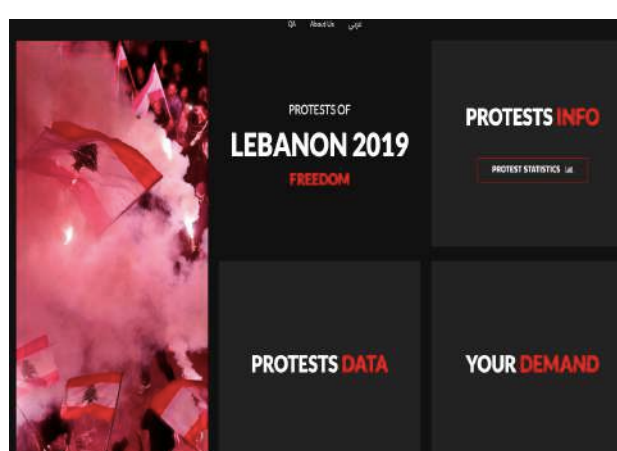 QA About Us عربي
PROTESTS OF
LEBANON 2019
FREEDOM
PROTESTS INFO
PROTEST STATISTICS
PROTESTS DATA
YOUR DEMAND